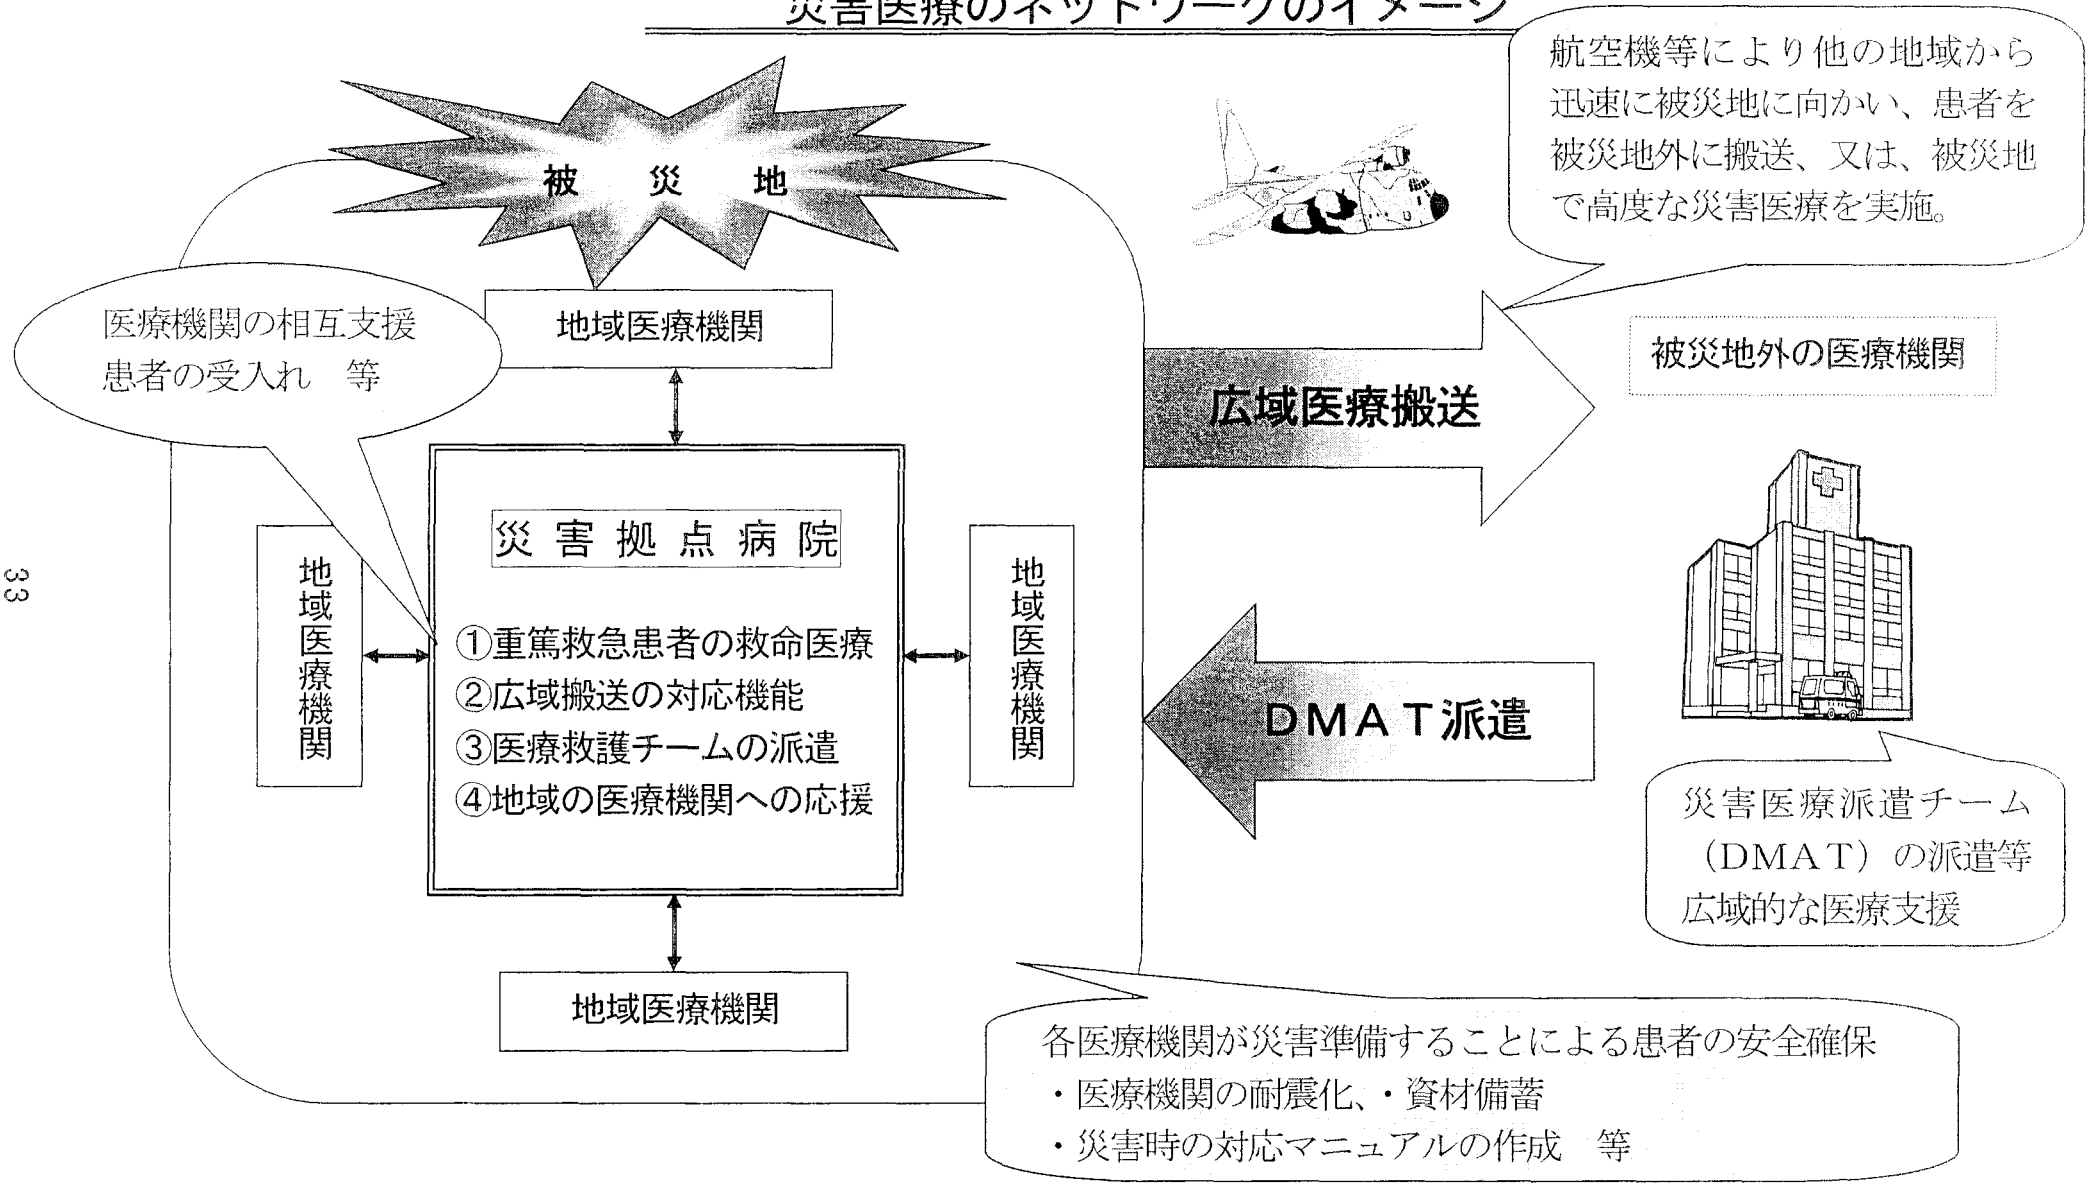 災害医療のネットワークのイメージ
航空機等により他の地域から
迅速に被災地に向かい、患者を
被災地外に搬送、又は、被災地
で高度な災害医療を実施。
被災地
医療機関の相互支援
患者の受入れ　等
地域医療機関
広域医療搬送
被災地外の医療機関
災害拠点病院
①重篤救急患者の救命医療
②広域搬送の対応機能
③医療救護チームの派遣
④地域の医療機関への応援
地域医療機関
地域医療機関
DMAT派遣
災害医療派遣チーム
（DMAT）の派遣等
広域的な医療支援
地域医療機関
各医療機関が災害準備することによる患者の安全確保
・医療機関の耐震化、・資材備蓄
・災害時の対応マニュアルの作成　等
33